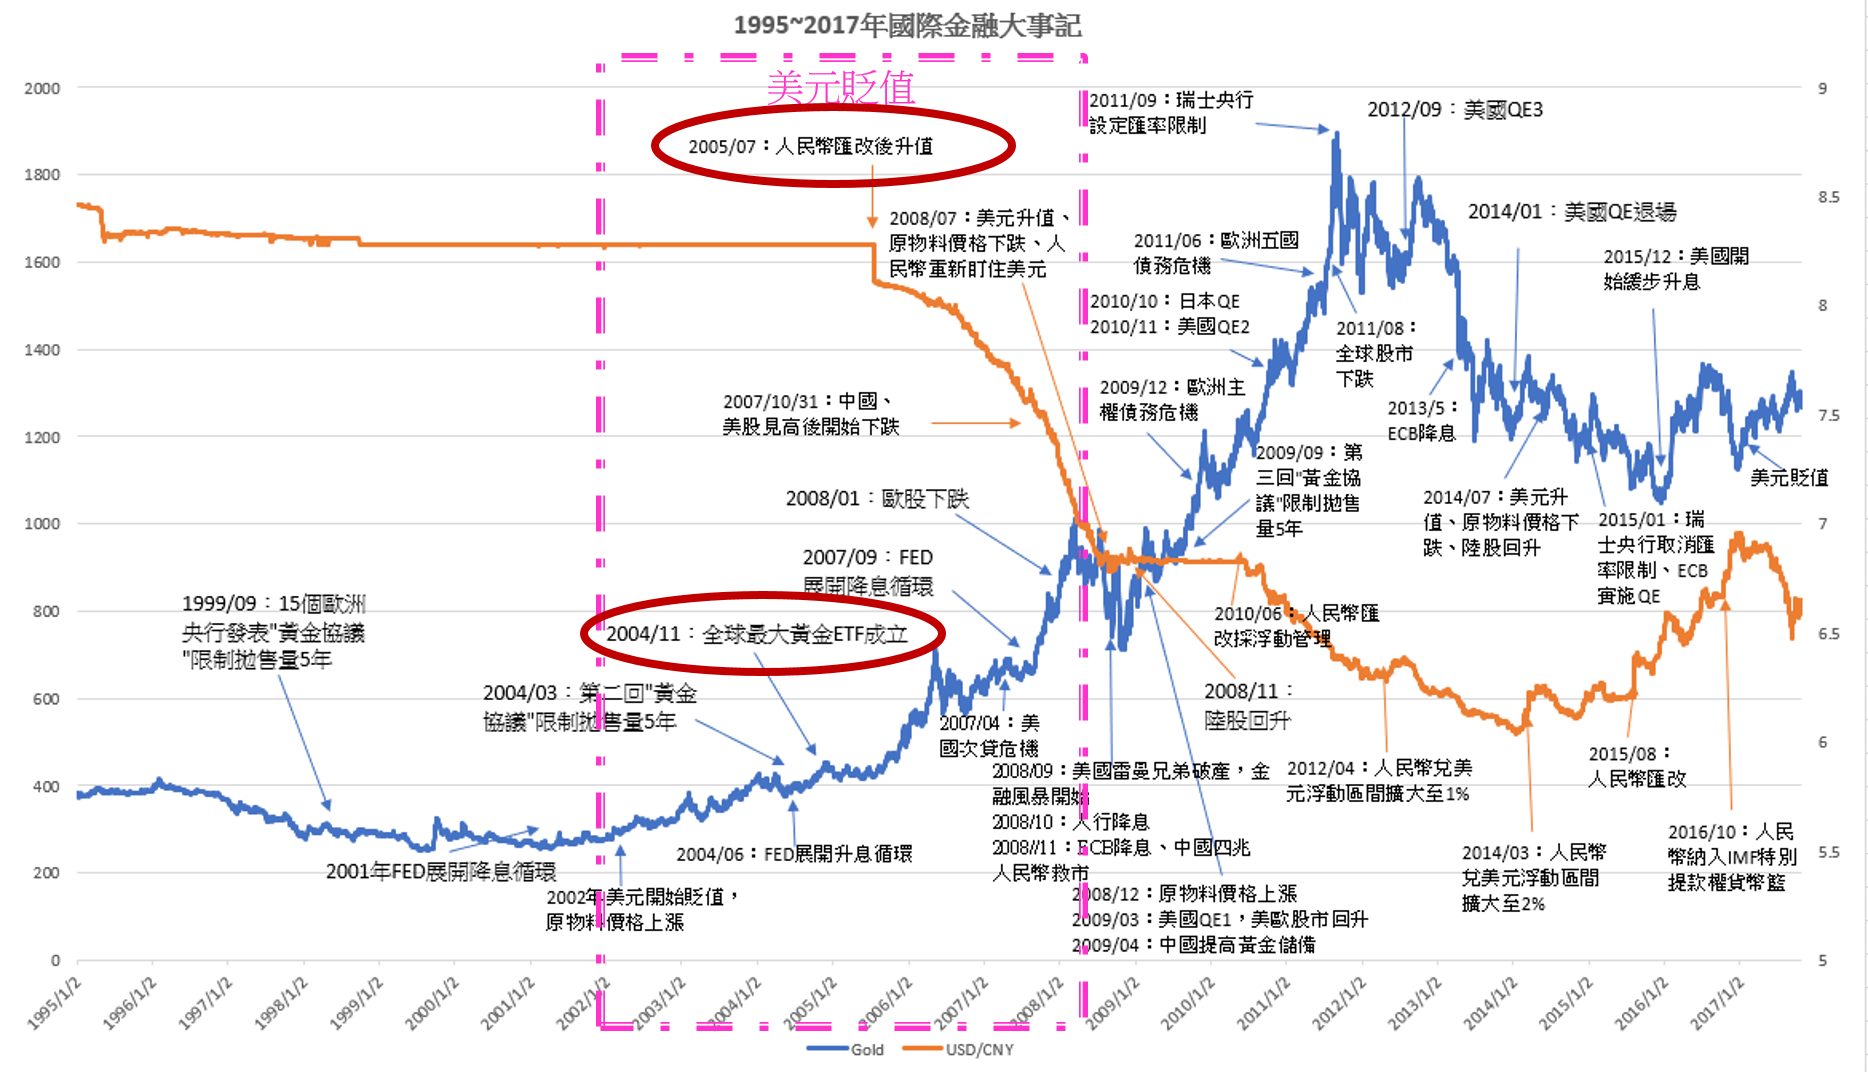 1995~2017年國際金融大事記
美元貶值
2005/07：人民幣匯改後升值
2008/07：美元升值、
原物料價格下跌、人
民幣重新盯住美元
2007/10/31：中國、
美股見高後開始下跌
2008/01：歐股下跌
2007/09：FED
展開降息循環
2004/11：全球最大黃金ETF成立
1999/09：15個歐洲
央行發表"黃金協議
"限制拋售量5年
2004/03：第二回"黃金
協議"限制拋售量5年
2001年FED展開降息循環
2002年美元開始貶值，
原物料價格上漲
2004/06：FED展開升息循環
2007/04：美
國次貸危機
2008/09：美國雷曼兄弟破產，金
融風暴開始
2008/10：人行降息
2008//11：ECB降息、中國四兆
人民幣救市
2008/12：原物料價格上漲
2009/03：美國QE1，美歐股市回升
2009/04：中國提高黃金儲備
2008/11：
陸股回升
2010/06：人民幣匯
改採浮動管理
2009/09：第
三回"黃金協
議"限制拋售
量5年
2009/12：歐洲主
權債務危機
2010/10：日本QE
2010/11：美國QE2
2011/06：歐洲五國
債務危機
2011/09：瑞士央行
設定匯率限制
2011/08：
全球股市
下跌
2012/09：美國QE3
2012/04：人民幣兌美
元浮動區間擴大至1%
2013/5：
ECB降息
2014/01：美國QE退場
2014/03：人民幣
兌美元浮動區間
擴大至2%
2014/07：美元升
值、原物料價格下
跌、陸股回升
2015/01：瑞
士央行取消匯
率限制、ECB
實施QE
2015/08：
人民幣匯改
2015/12：美國開
始緩步升息
2016/10：人民
幣納入IMF特別
提款權貨幣籃
美元貶值
2000
1800
1600
1400
1200
1000
800
600
400
200
0
9
8.5
8
7.5
7
6.5
6
5.5
5
1995/1/2
1996/1/2
1997/1/2
1998/1/2
1999/1/2
2000/1/2
2001/1/2
2002/1/2
2003/1/2
2004/1/2
2005/1/2
2006/1/2
2007/1/2
2008/1/2
2009/1/2
2010/1/2
2011/1/2
2012/1/2
2013/1/2
2014/1/2
2015/1/2
2016/1/2
2017/1/2
Gold
USD/CNY